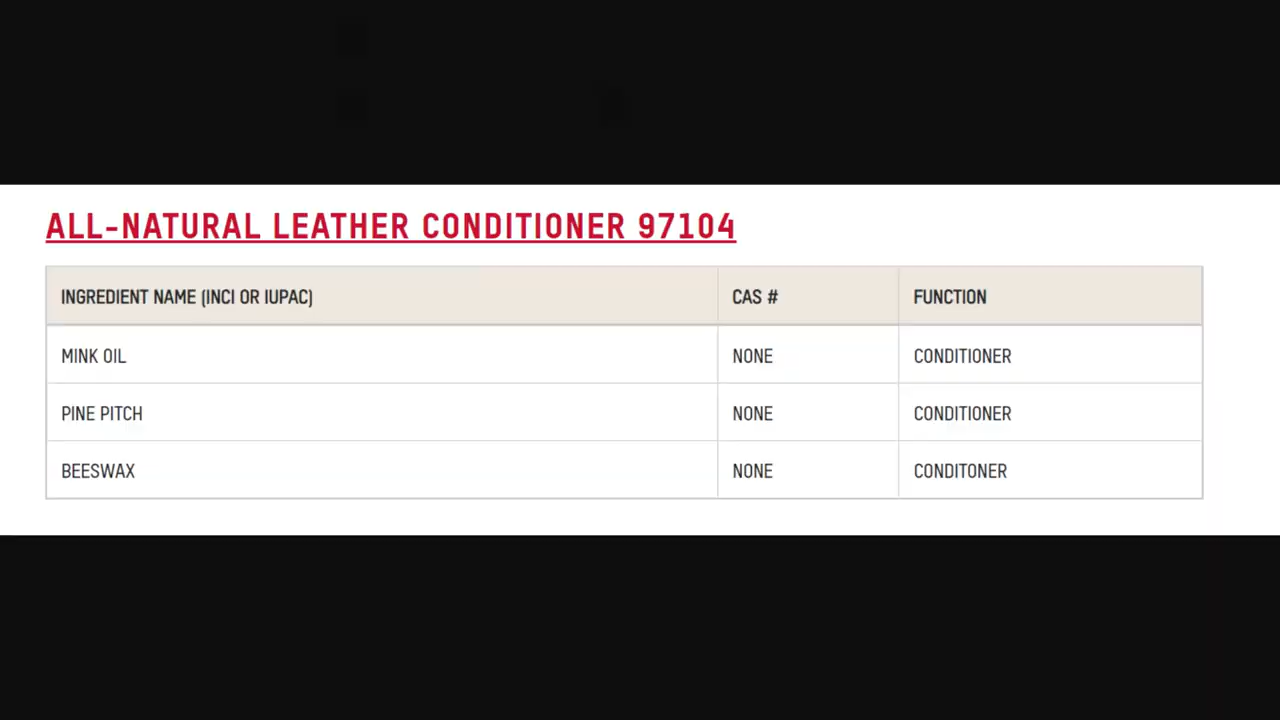 ALL-NATURAL LEATHER CONDITIONER 97104
INGREDIENT NAME (INCI OR IUPAC) CAS # FUNCTION
MINK OIL NONE CONDITIONER
PINE PITCH NONE CONDITIONER
BEESWAX NONE CONDITONER